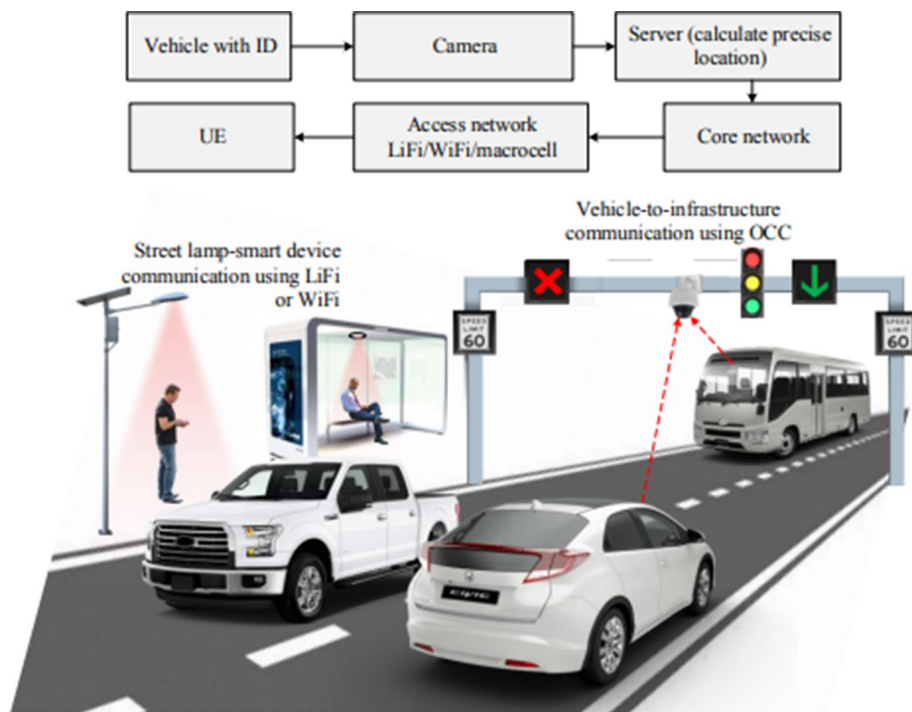 Vehicle with ID
Camera
Server (calculate precise
location)
UE
Access network
LiFi/WiFi/macrocell
Core network
Vehicle-to-infrastructure
communication using OCC
Street lamp-smart device
communication using LiFi
or WiFi
SPEED
LIMIT
60
SPEED
LIMIT
60
CIVIC